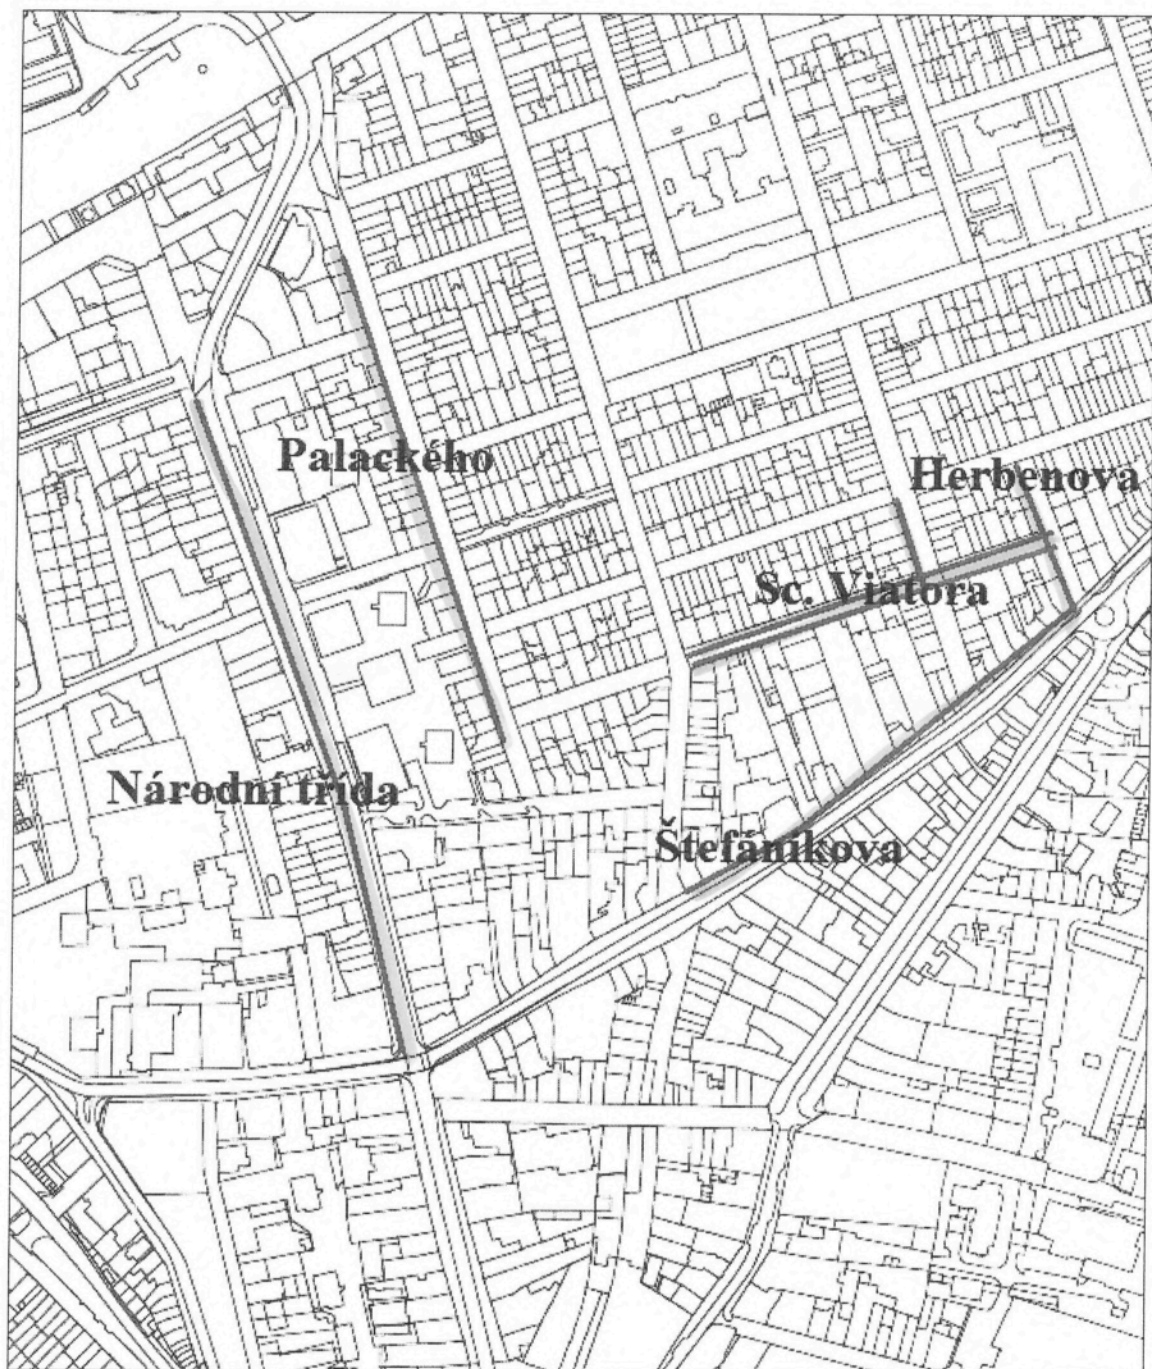 Palackého
Herbenova
Sc. Viatora
Národní třída
Štefánikova